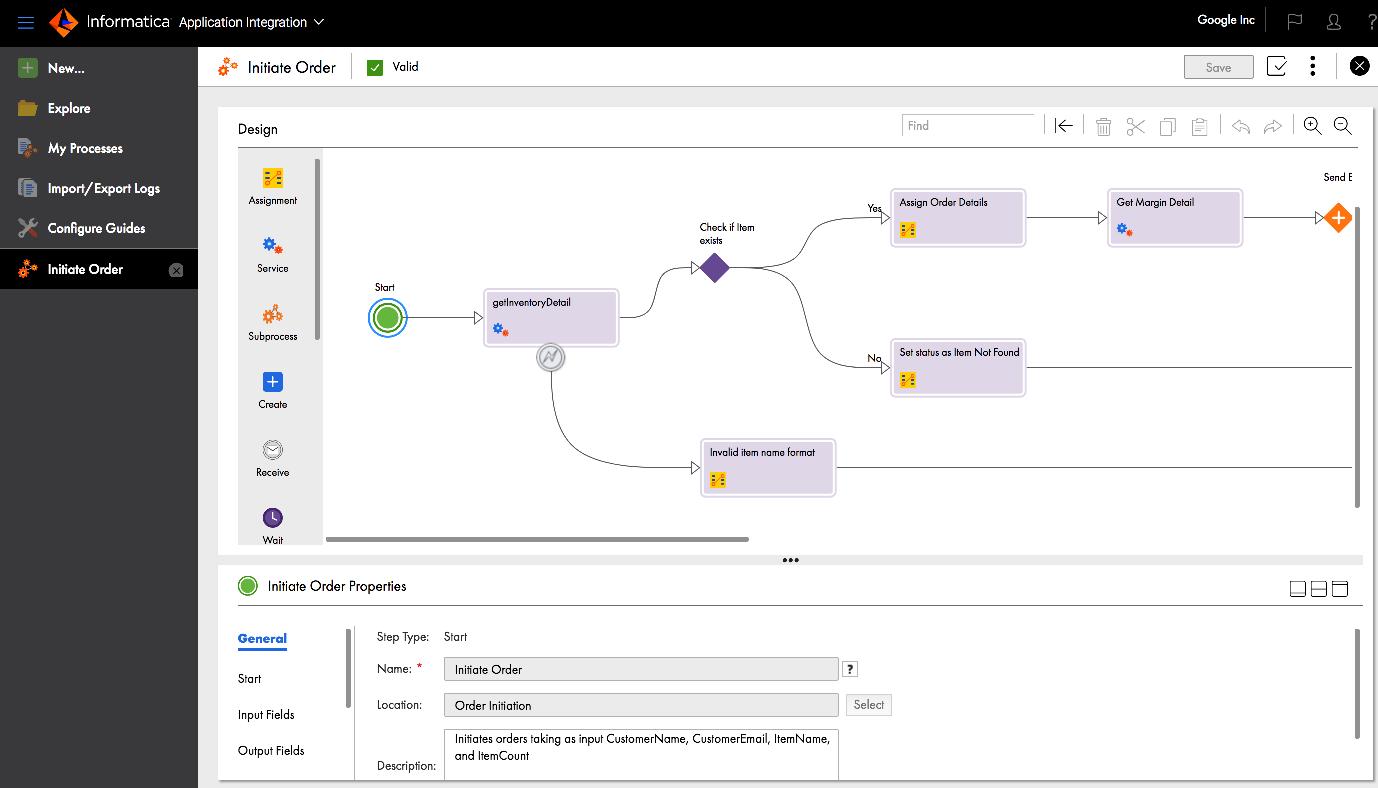 Informatica Application Integration
Google Inc
?
New...
Explore
My Processes
Import/Export Logs
Configure Guides
Initiate Order
Initiate Order
Valid
Save
Design
Find
Assignment
Service
Subprocess
Create
Receive
Wait
Start
getInventoryDetail
Check if Item
exists
Yes
No
Assign Order Details
Get Margin Detail
Send E
Set status as Item Not Found
Invalid item name format
Initiate Order Properties
General
Start
Input Fields
Output Fields
Step Type: Start
Name: * Initiate Order ?
Location: Order Initiation Select
Description: Initiates orders taking as input CustomerName, CustomerEmail, ItemName,
and ItemCount